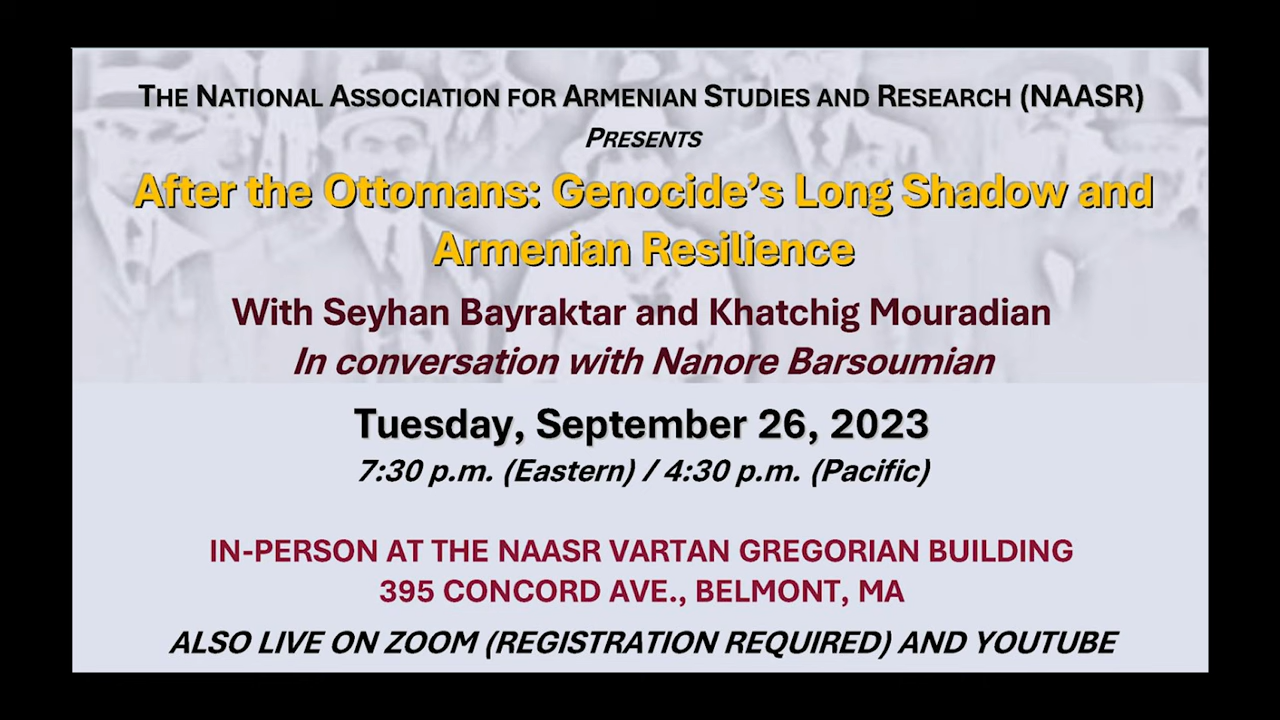 THE NATIONAL ASSOCIATION FOR ARMENIAN STUDIES AND RESEARCH (NAASR)
PRESENTS
After the Ottomans: Genocide’s Long Shadow and
Armenian Resilience
With Seyhan Bayraktar and Khatchig Mouradian
In conversation with Nanore Barsoumian
Tuesday, September 26, 2023
7:30 p.m. (Eastern) / 4:30 p.m. (Pacific)
IN-PERSON AT THE NAASR VARTAN GREGORIAN BUILDING
395 CONCORD AVE., BELMONT, MA
ALSO LIVE ON ZOOM (REGISTRATION REQUIRED) AND YOUTUBE